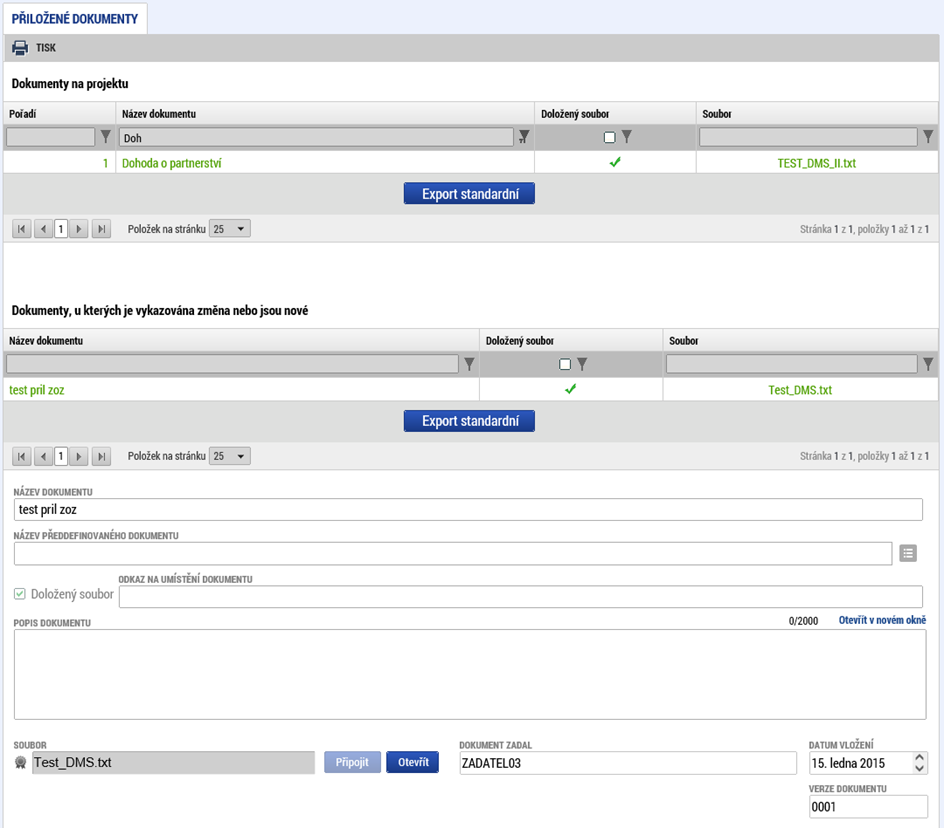 PŘILOŽENÉ DOKUMENTY
TISK
Dokumenty na projektu
Pořadí Název dokumentu Doložený soubor Soubor
Doh
1 Dohoda o partnerství TEST_DMS_II.txt
Export standardní
1 Položek na stránku 25 Stránka 1 z 1, položky 1 až 1 z 1
Dokumenty, u kterých je vykazována změna nebo jsou nové
Název dokumentu Doložený soubor Soubor
test pril zoz Test_DMS.txt
Export standardní
1 Položek na stránku 25 Stránka 1 z 1, položky 1 až 1 z 1
NÁZEV DOKUMENTU
test pril zoz
NÁZEV PŘEDDEFINOVANÉHO DOKUMENTU
ODKAZ NA UMÍSTĚNÍ DOKUMENTU
Doložený soubor
POPIS DOKUMENTU 0/2000 Otevřít v novém okně
SOUBOR DOKUMENT ZADAL DATUM VLOŽENÍ
Test_DMS.txt Připojit Otevřít ZADATEL03 15. ledna 2015
VERZE DOKUMENTU
0001